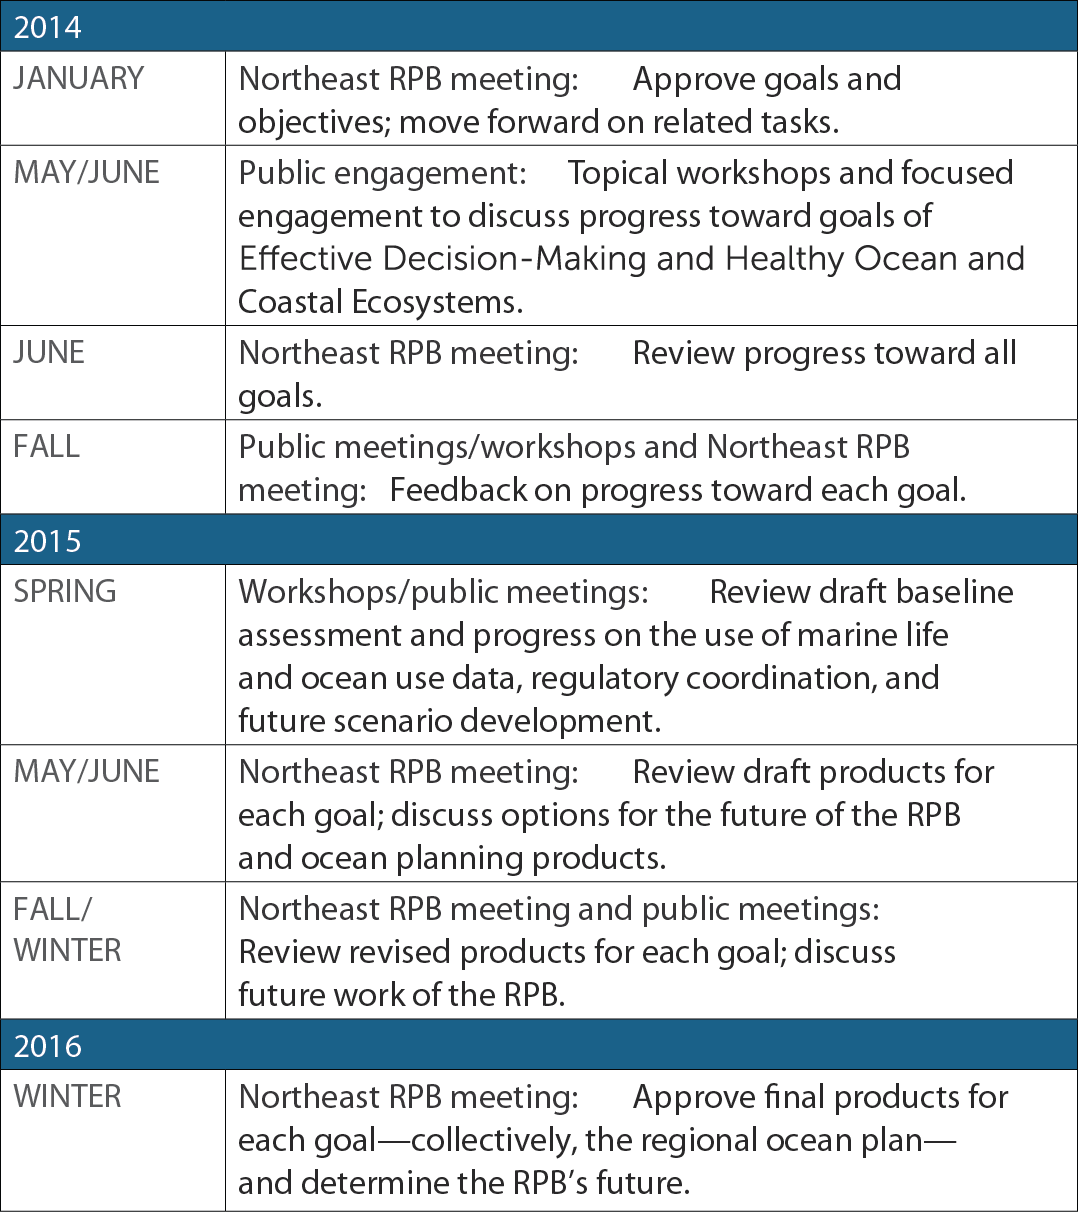 2014
JANUARY
Northeast RPB meeting: Approve goals and
objectives; move forward on related tasks.
MAY/JUNE
Public engagement: Topical workshops and focused
engagement to discuss progress toward goals of
Effective Decision-Making and Healthy Ocean and
Coastal Ecosystems.
JUNE
Northeast RPB meeting: Review progress toward all
goals.
FALL
Public meetings/workshops and Northeast RPB
meeting: Feedback on progress toward each goal.
2015
SPRING
Workshops/public meetings: Review draft baseline
assessment and progress on the use of marine life
and ocean use data, regulatory coordination, and
future scenario development.
MAY/JUNE
Northeast RPB meeting: Review draft products for
each goal; discuss options for the future of the RPB
and ocean planning products.
FALL/
WINTER
Northeast RPB meeting and public meetings:
Review revised products for each goal; discuss
future work of the RPB.
2016
WINTER
Northeast RPB meeting: Approve final products for
each goal—collectively, the regional ocean plan—
and determine the RPB’s future.